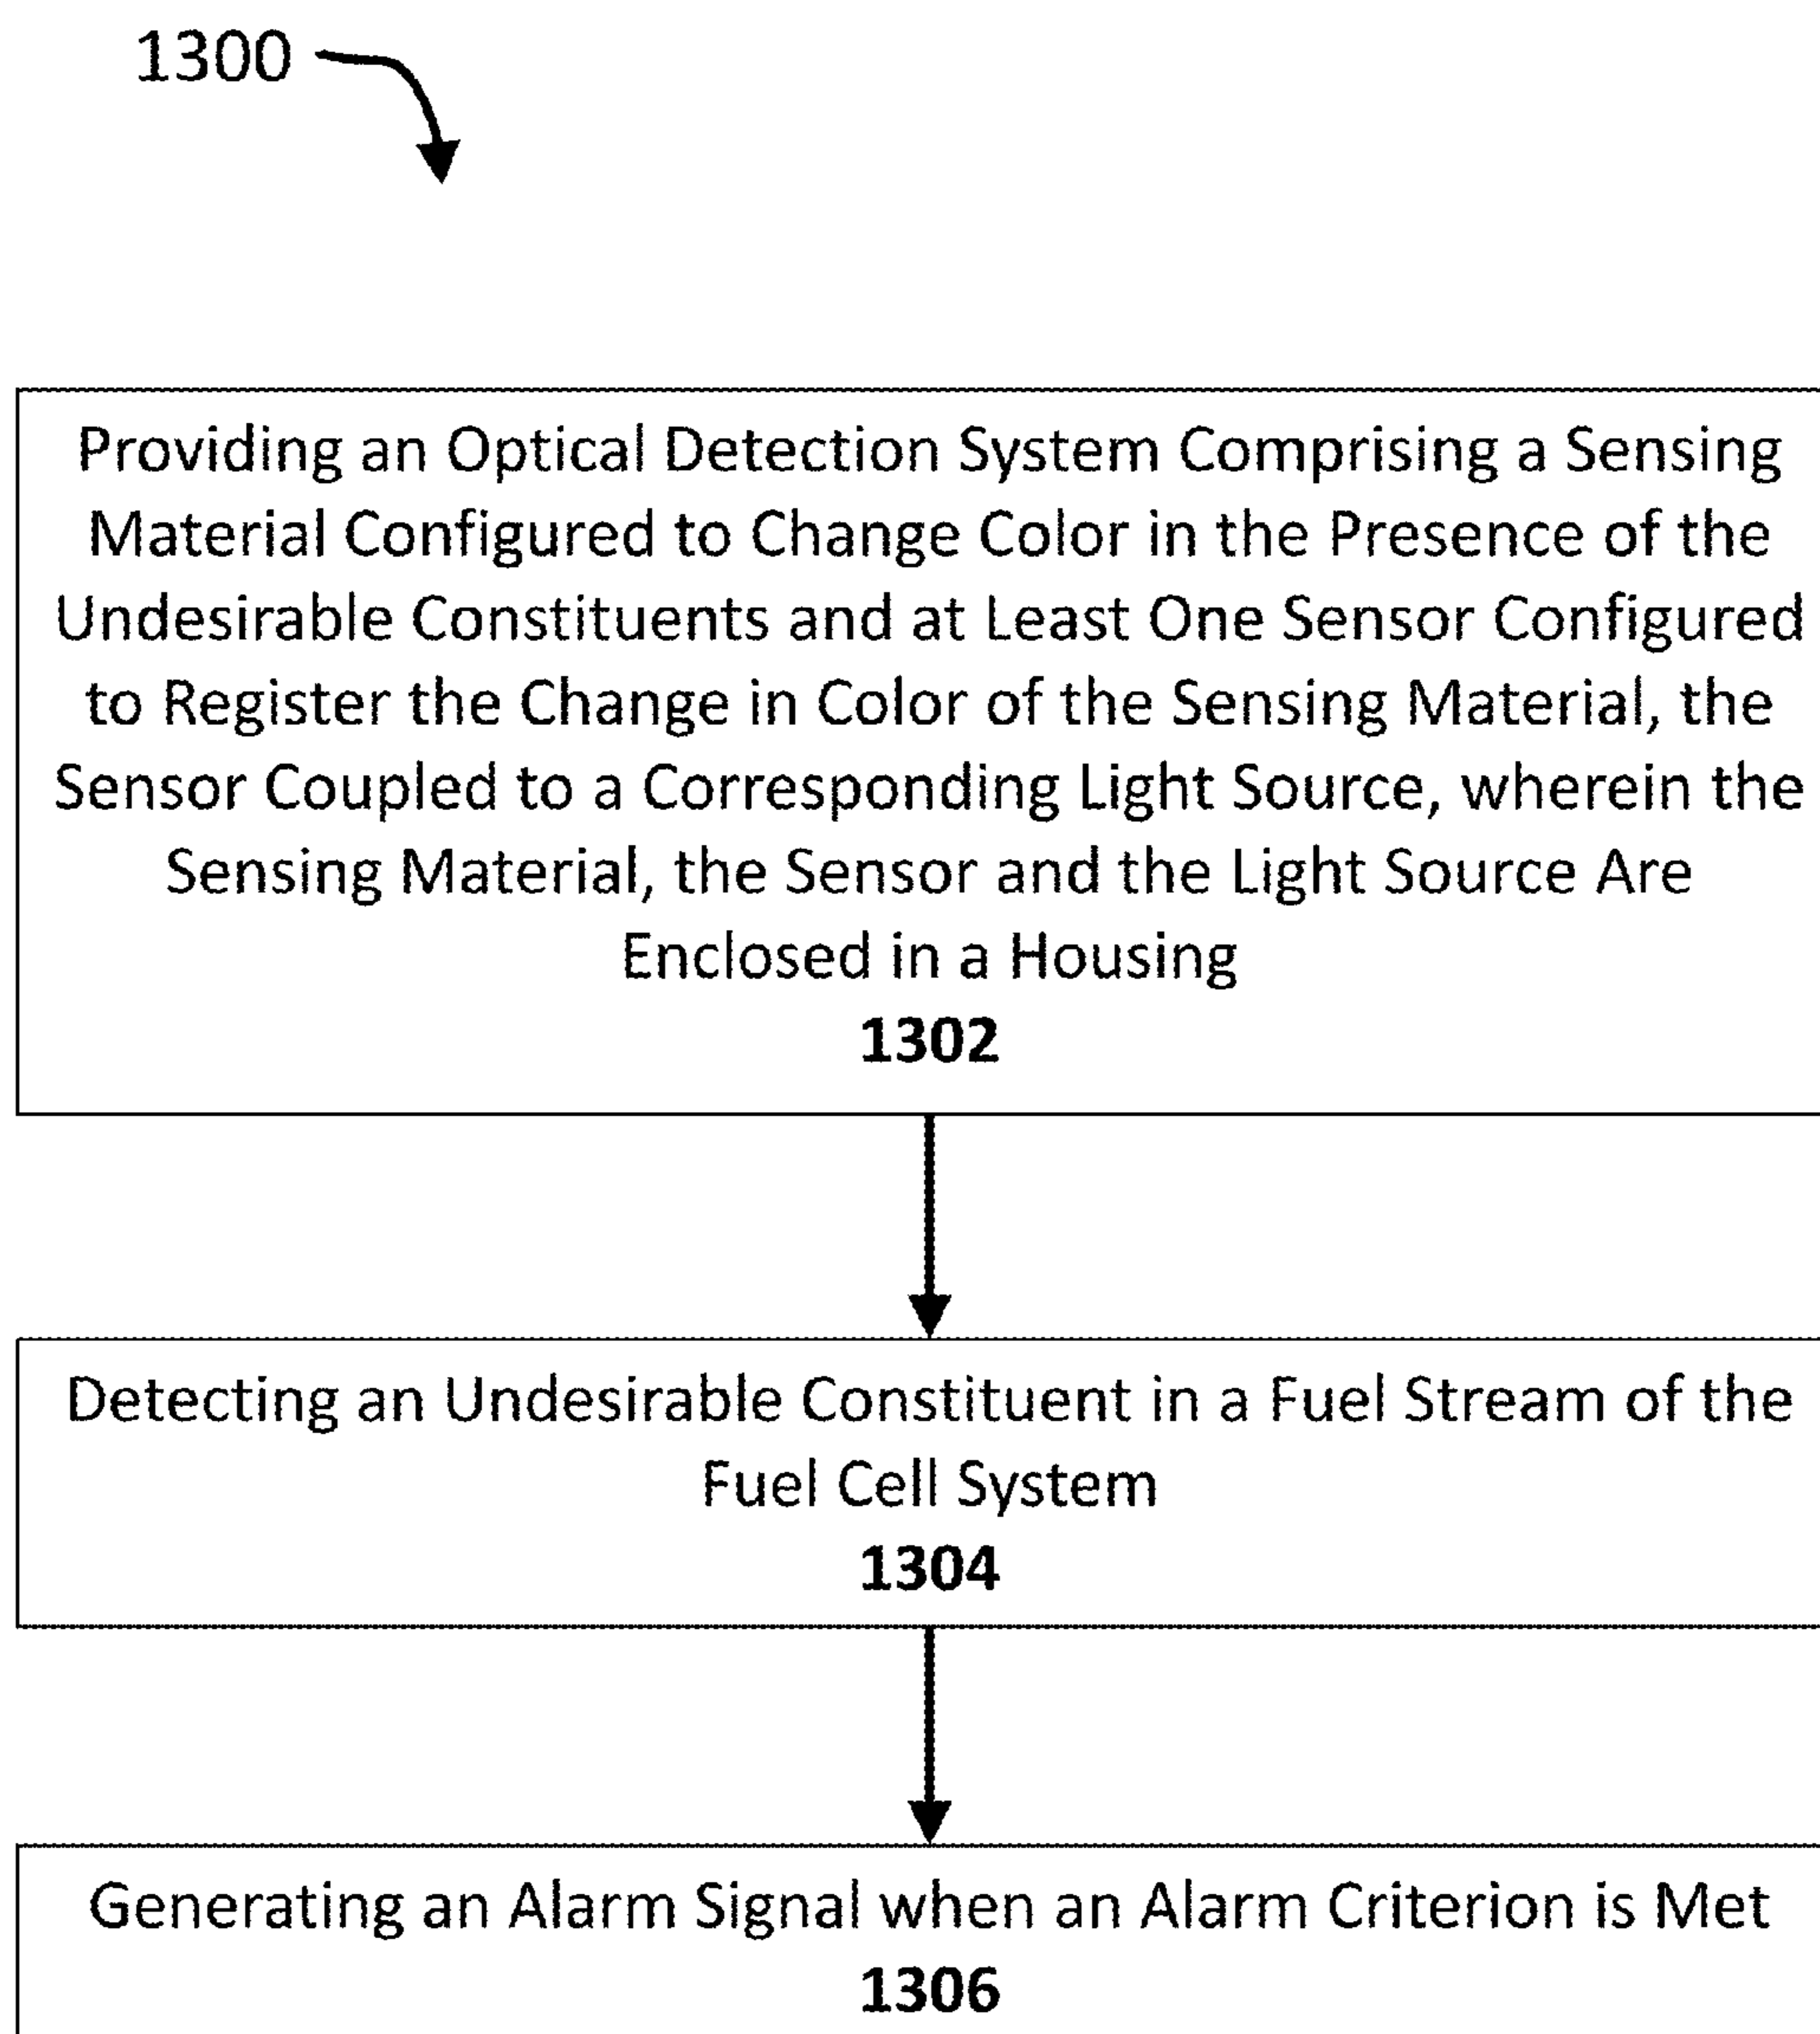 1300
Providing an Optical Detection System Comprising a Sensing
Material Configured to Change Color in the Presence of the
Undesirable Constituents and at Least One Sensor Configured
to Register the Change in Color of the Sensing Material, the
Sensor Coupled to a Corresponding Light Source, wherein the
Sensing Material, the Sensor and the Light Source Are
Enclosed in a Housing
1302
Detecting an Undesirable Constituent in a Fuel Stream of the
Fuel Cell System
1304
Generating an Alarm Signal when an Alarm Criterion is Met
1306